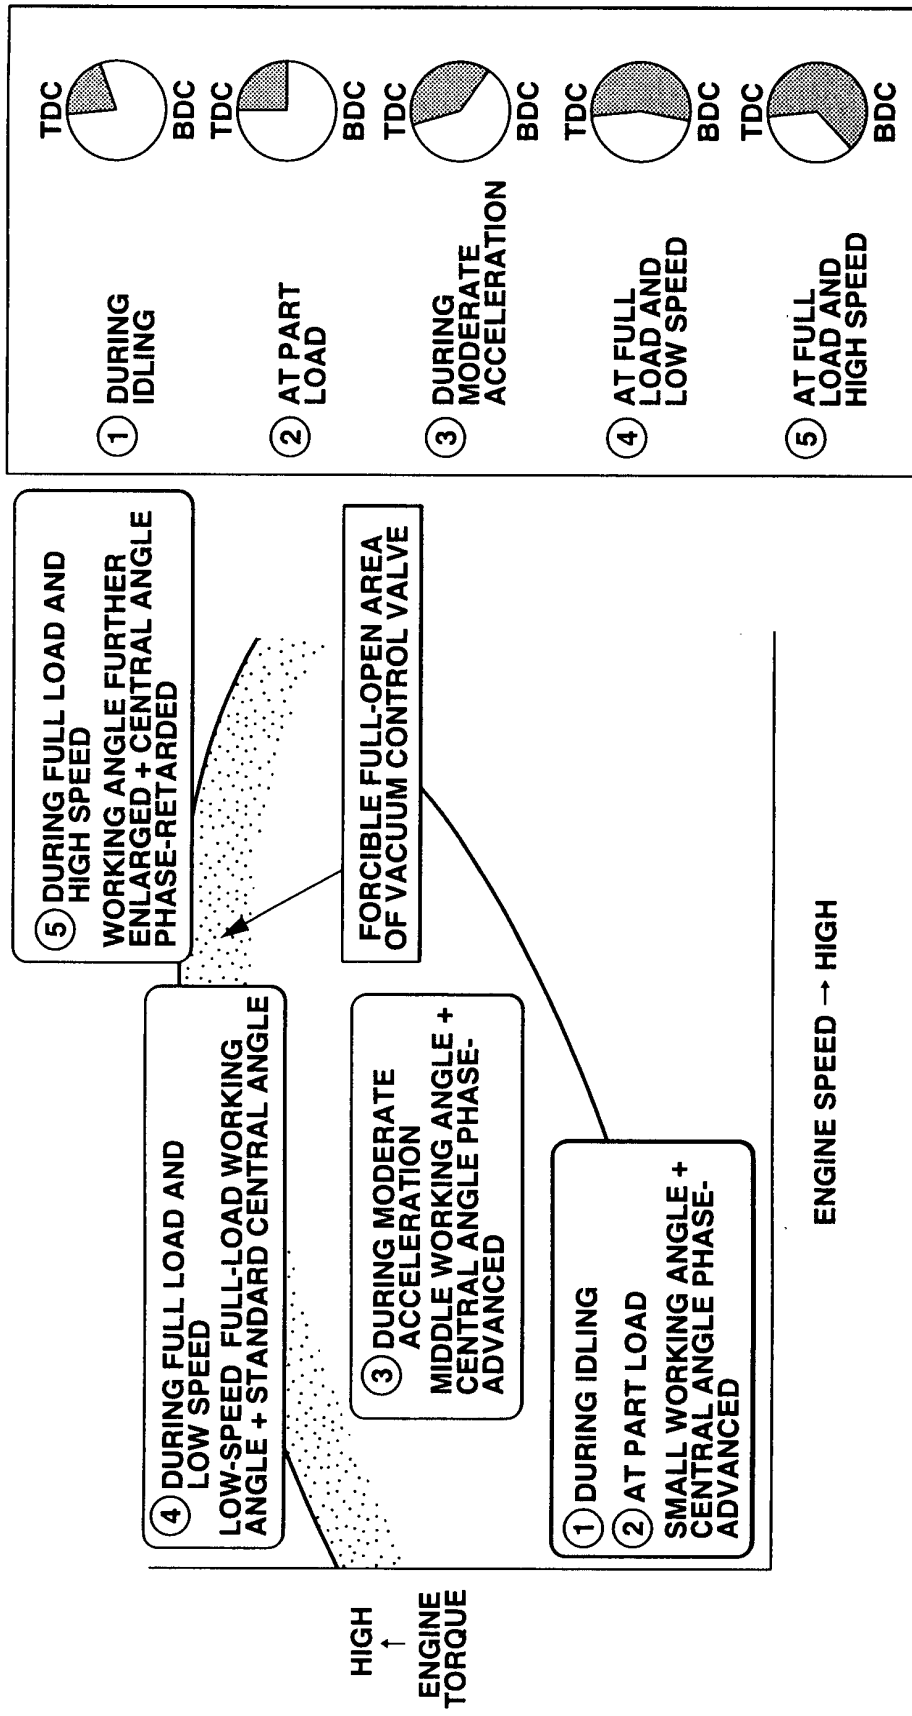 HIGH
↑
ENGINE
TORQUE
④ DURING FULL LOAD AND
LOW SPEED
LOW-SPEED FULL-LOAD WORKING
ANGLE + STANDARD CENTRAL ANGLE
⑤ DURING FULL LOAD AND
HIGH SPEED
WORKING ANGLE FURTHER
ENLARGED + CENTRAL ANGLE
PHASE-RETARDED
③ DURING MODERATE
ACCELERATION
MIDDLE WORKING ANGLE +
CENTRAL ANGLE PHASE-
ADVANCED
FORCIBLE FULL-OPEN AREA
OF VACUUM CONTROL VALVE
① DURING IDLING
② AT PART LOAD
SMALL WORKING ANGLE +
CENTRAL ANGLE PHASE-
ADVANCED
ENGINE SPEED → HIGH
① DURING
IDLING
TDC
BDC
② AT PART
LOAD
TDC
BDC
③ DURING
MODERATE
ACCELERATION
TDC
BDC
④ AT FULL
LOAD AND
LOW SPEED
TDC
BDC
⑤ AT FULL
LOAD AND
HIGH SPEED
TDC
BDC